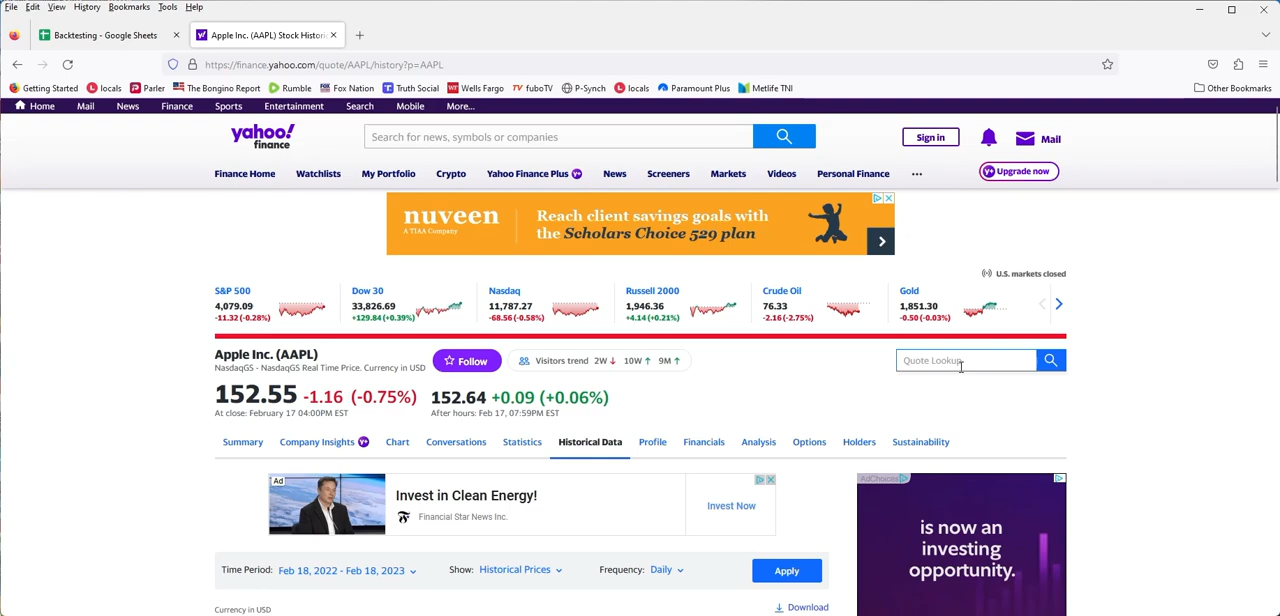 File Edit View History Bookmarks Tools Help
Backtesting - Google Sheets
Apple Inc. (AAPL) Stock Histori
https://finance.yahoo.com/quote/AAPL/history?p=AAPL
Getting Started locals Parler The Bongino Report Rumble Fox Nation Truth Social Wells Fargo fuboTV P-Synch locals Paramount Plus Metlife TNI Other Bookmarks
Home Mail News Finance Sports Entertainment Search Mobile More...
yahoo!
finance
Search for news, symbols or companies
Sign in
Mail
Finance Home Watchlists My Portfolio Crypto Yahoo Finance Plus News Screeners Markets Videos Personal Finance ...
Upgrade now
nuveen
A TIAA Company
Reach client savings goals with
the Scholars Choice 529 plan
U.S. markets closed
S&P 500 Dow 30 Nasdaq Russell 2000 Crude Oil Gold
4,079.09 33,826.69 11,787.27 1,946.36 76.33 1,851.30
-11.32 (-0.28%) +129.84 (+0.39%) -68.56 (-0.58%) +4.14 (+0.21%) -2.16 (-2.75%) -0.50 (-0.03%)
Apple Inc. (AAPL)
NasdaqGS - NasdaqGS Real Time Price. Currency in USD
Follow
Visitors trend 2W 10W 9M
Quote Lookup
152.55 -1.16 (-0.75%) 152.64 +0.09 (+0.06%)
At close: February 17 04:00PM EST After hours: Feb 17, 07:59PM EST
Summary Company Insights Chart Conversations Statistics Historical Data Profile Financials Analysis Options Holders Sustainability
Ad
Invest in Clean Energy!
Financial Star News Inc.
Invest Now
AdChoices
is now an
investing
opportunity.
Time Period: Feb 18, 2022 - Feb 18, 2023 Show: Historical Prices Frequency: Daily Apply
Currency in USD Download